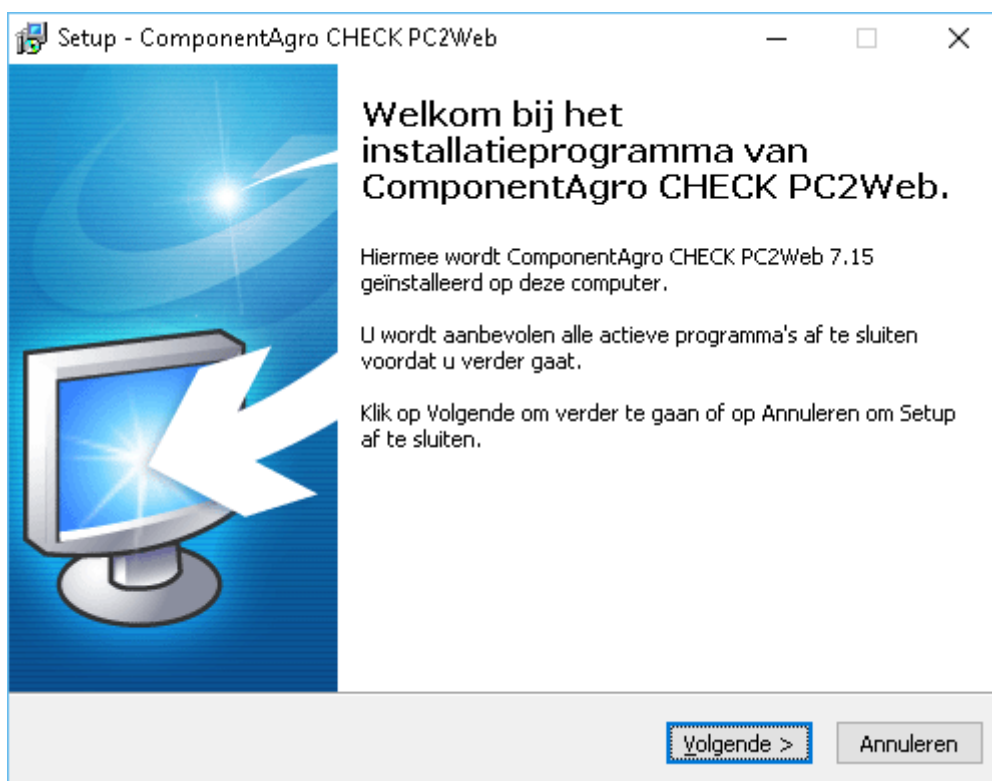 Setup - ComponentAgro CHECK PC2Web
Welkom bij het
installatieprogramma van
ComponentAgro CHECK PC2Web.
Hiermee wordt ComponentAgro CHECK PC2Web 7.15
geïnstalleerd op deze computer.
U wordt aanbevolen alle actieve programma's af te sluiten
voordat u verder gaat.
Klik op Volgende om verder te gaan of op Annuleren om Setup
af te sluiten.
Volgende >
Annuleren